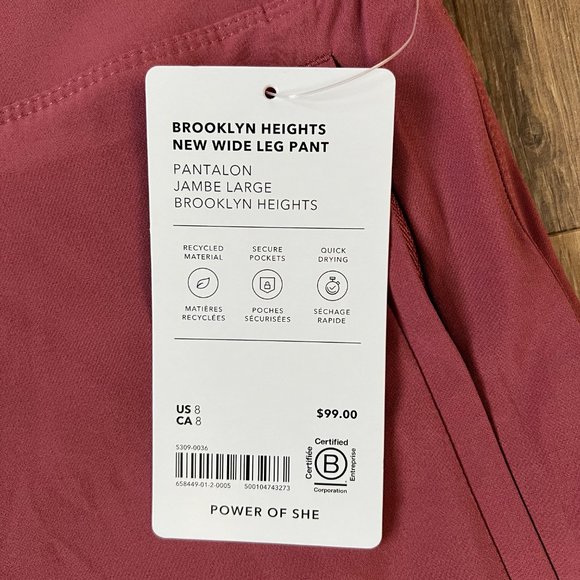 BROOKLYN HEIGHTS
NEW WIDE LEG PANT
PANTALON
JAMBE LARGE
BROOKLYN HEIGHTS
RECYCLED
MATERIAL
MATIÈRES
RECYCLÉES
SECURE
POCKETS
POCHES
SÉCURISÉES
QUICK
DRYING
SÉCHAGE
RAPIDE
US 8
CA 8
$99.00
5309-0036
658449-01-2-0005 500104743273
Certified
Certifiée
B
Entreprise
Corporation
POWER OF SHE